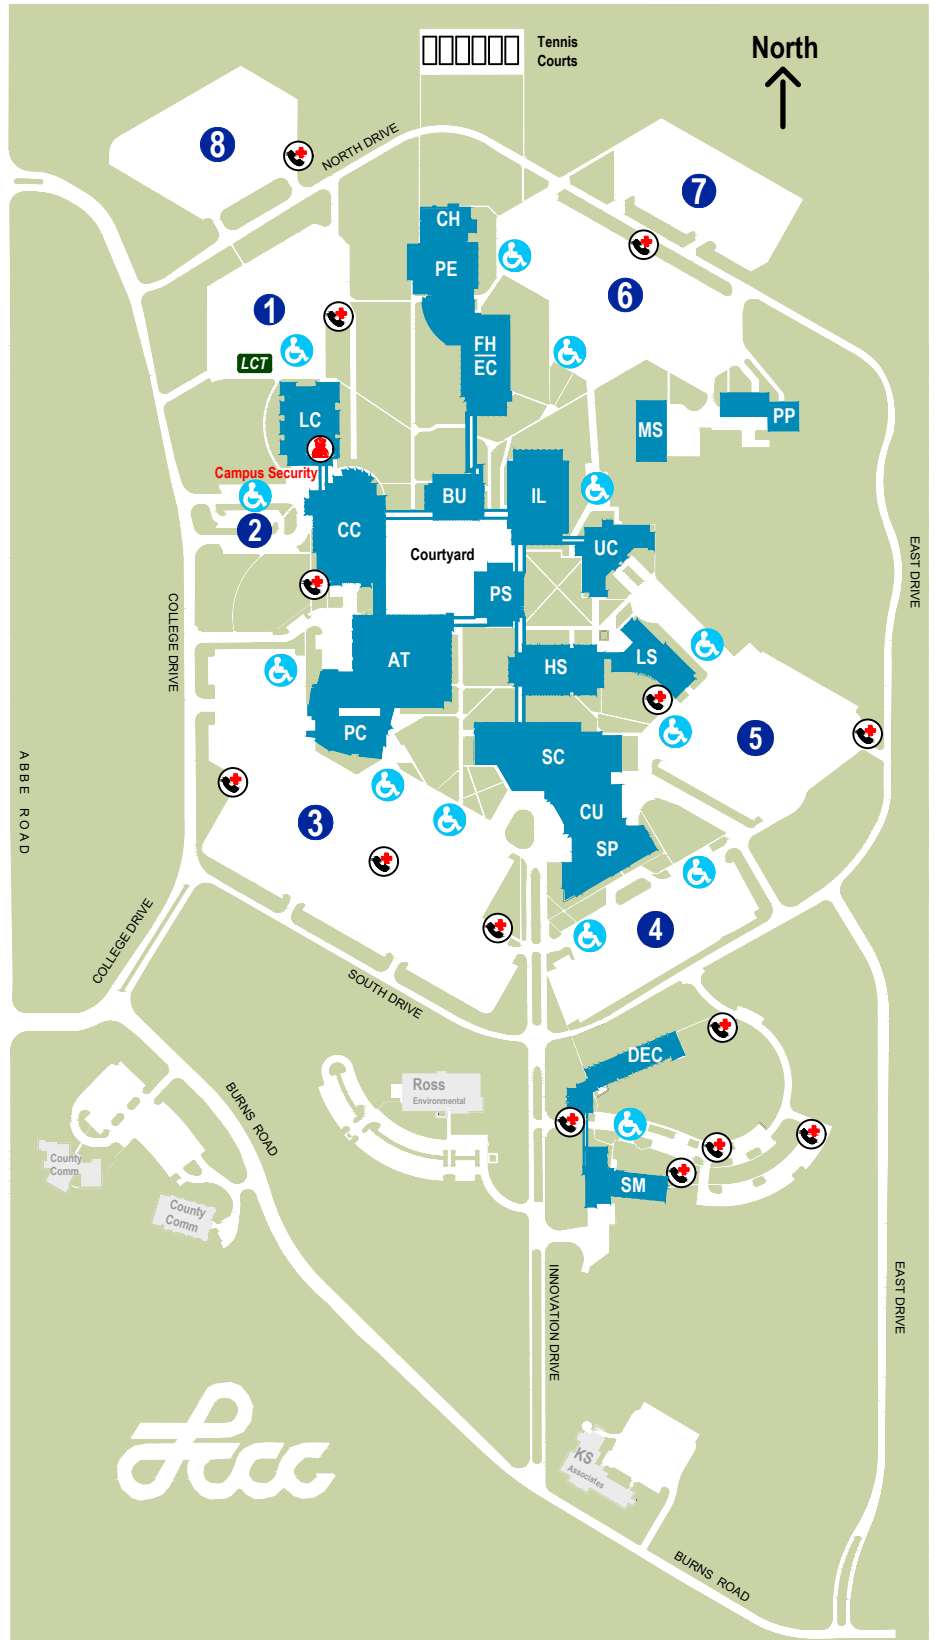 Tennis
Courts
North
8
NORTH DRIVE
7
CH
PE
6
1
FH
EC
LCT
LC
MS
PP
Campus Security
BU
IL
2
CC
Courtyard
UC
EAST DRIVE
PS
COLLEGE DRIVE
AT
HS
LS
PC
SC
5
ABBE ROAD
3
CU
SP
4
COLLEGE DRIVE
SOUTH DRIVE
DEC
Ross
Environmental
BURNS ROAD
County
Comm
SM
County
Comm
INNOVATION DRIVE
EAST DRIVE
lcc
KS
Associates
BURNS ROAD